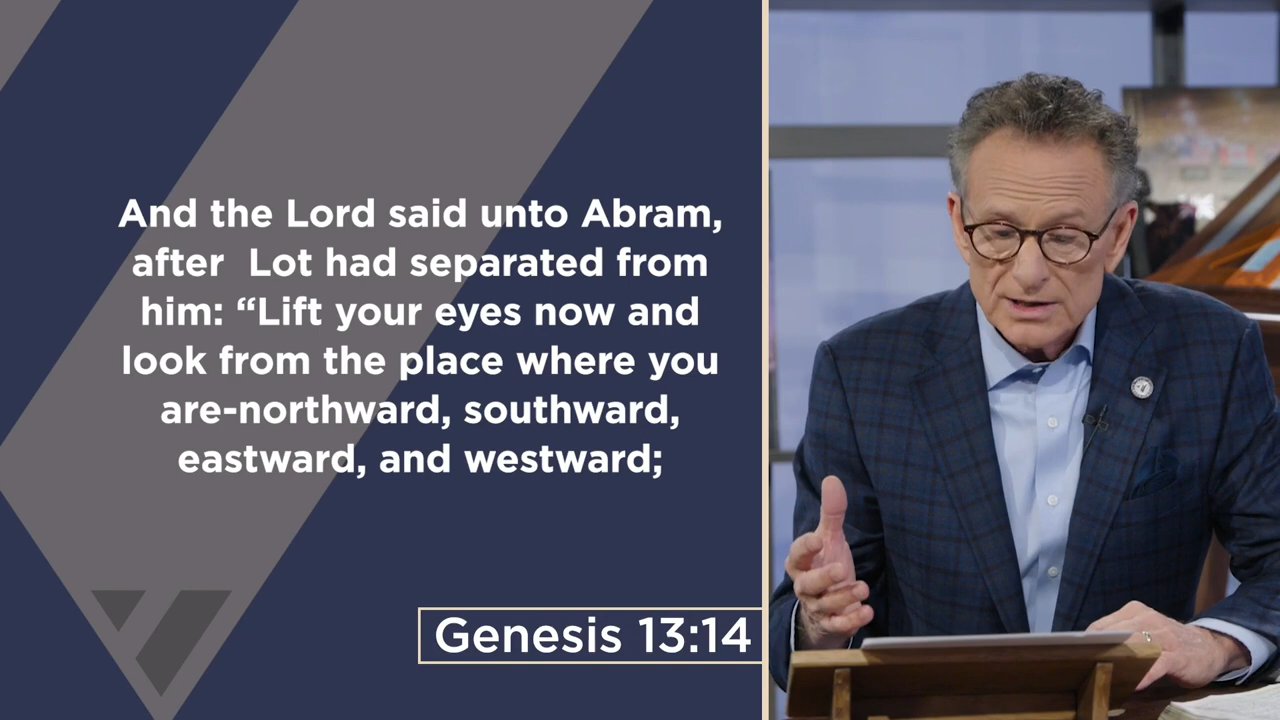 And the Lord said unto Abram,
after  Lot had separated from
him: “Lift your eyes now and
look from the place where you
are-northward, southward,
eastward, and westward;
Genesis 13:14